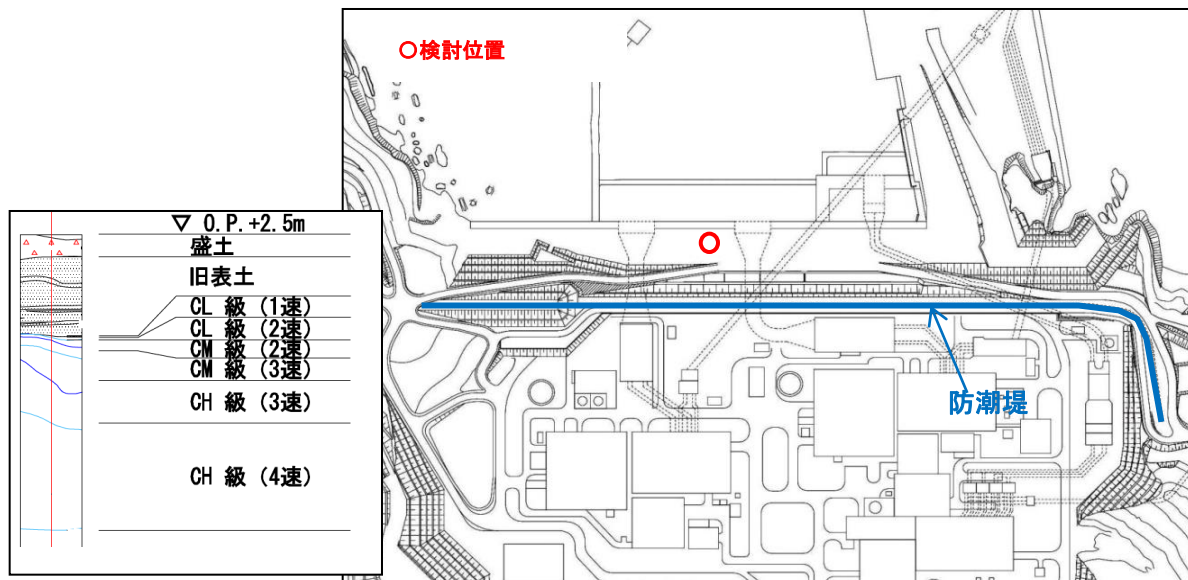 ○検討位置
▽ O.P.+2.5m
盛土
旧表土
CL 級 (1速)
CL 級 (2速)
CM 級 (2速)
CM 級 (3速)
CH 級 (3速)
CH 級 (4速)
防潮堤